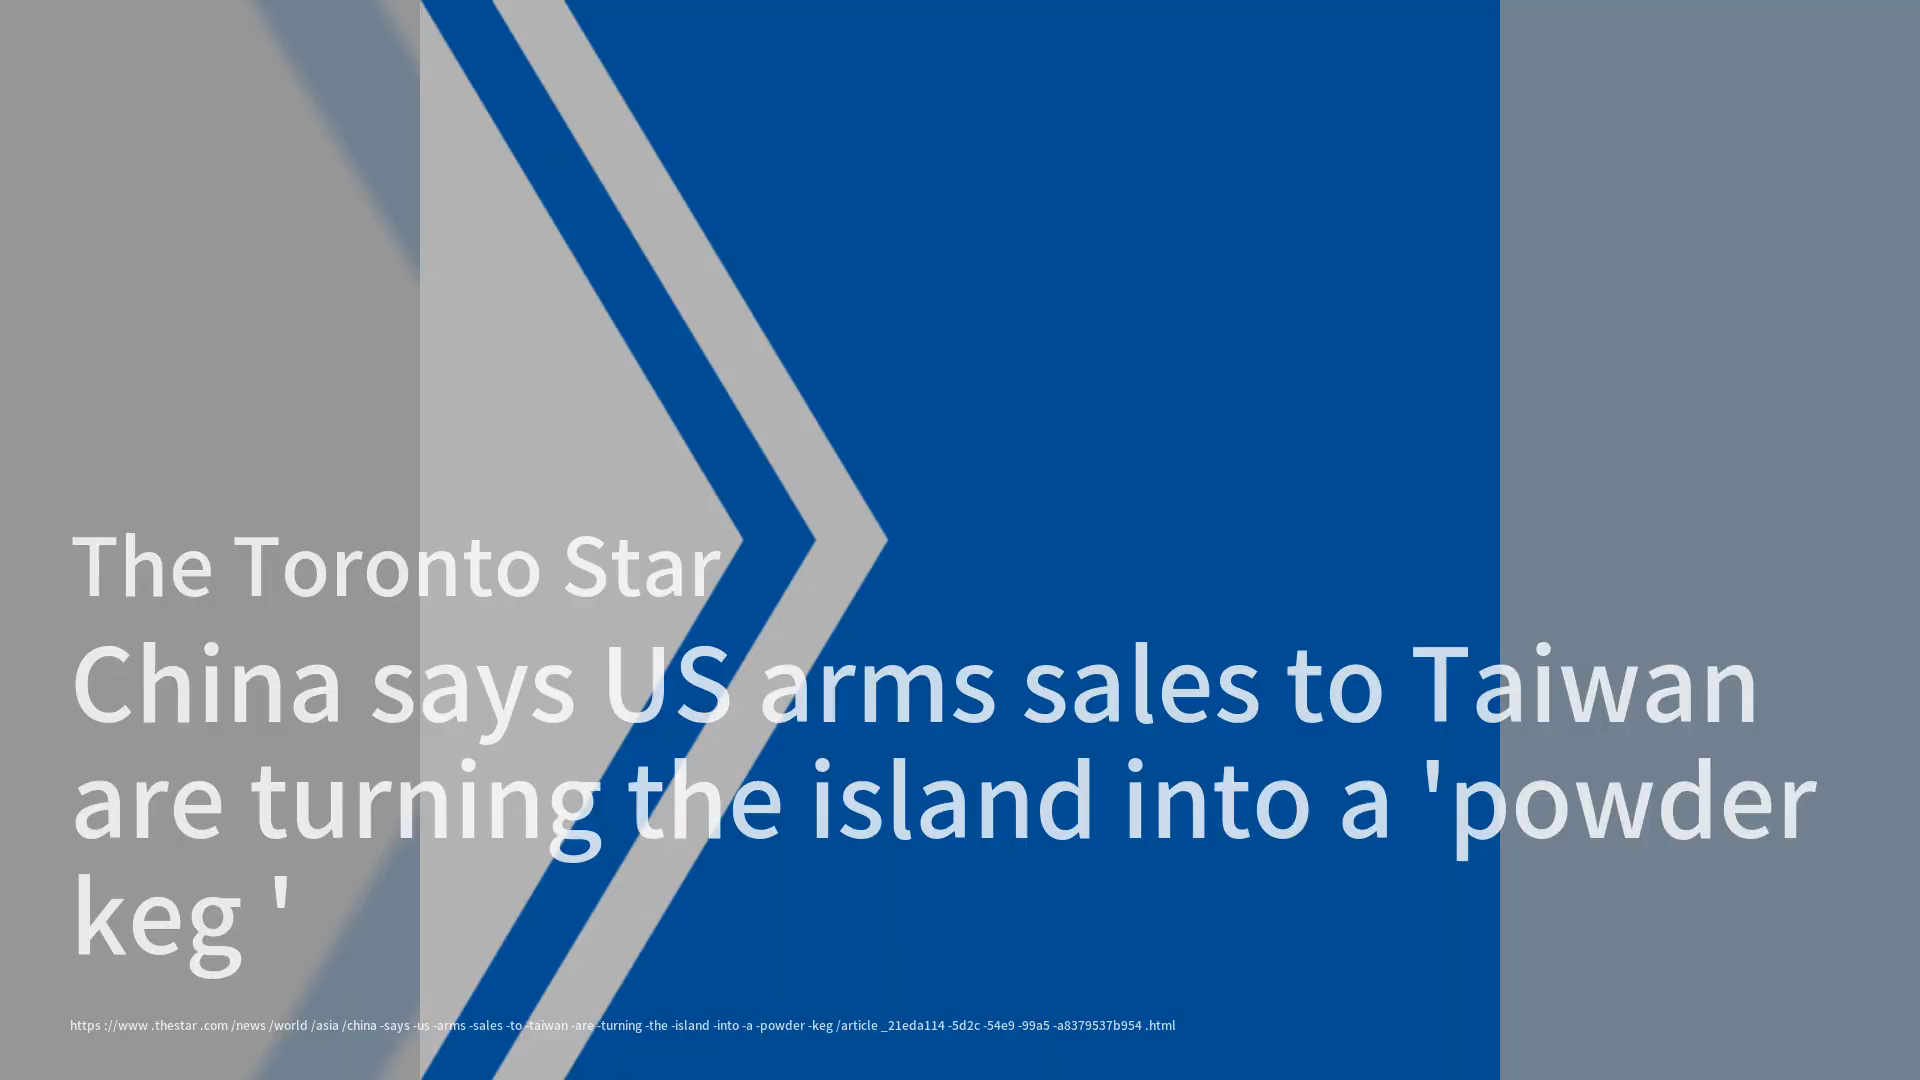 The Toronto Star
China says US arms sales to Taiwan
are turning the island into a 'powder
keg '
https ://www .thestar .com /news /world /asia /china -says -us -arms -sales -to -taiwan -are -turning -the -island -into -a -powder -keg /article _21eda114 -5d2c -54e9 -99a5 -a8379537b954 .html